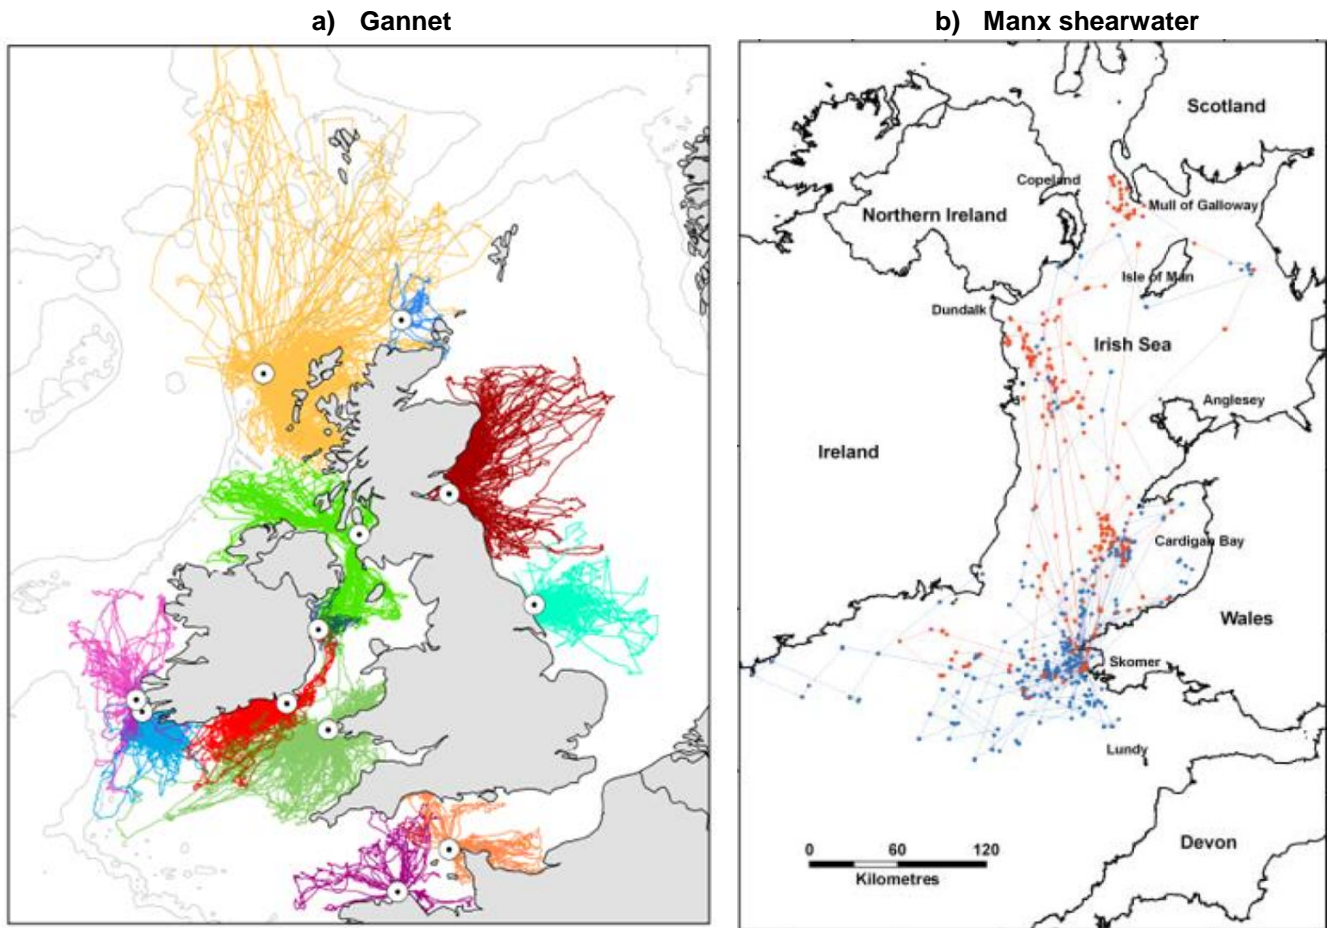 a) Gannet
b) Manx shearwater
Scotland
Copeland
Mull of Galloway
Northern Ireland
Isle of Man
Dundalk
Irish Sea
Anglesey
Ireland
Cardigan Bay
Wales
Skomer
Lundy
Devon
0 60 120
Kilometres